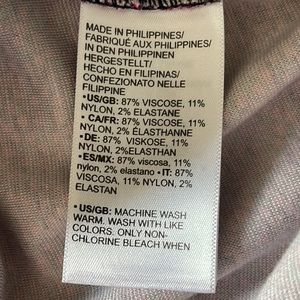 MADE IN PHILIPPINES/
FABRIQUÉ AUX PHILIPPINES/
IN DEN PHILIPPINEN
HERGESTELLT/
HECHO EN FILIPINAS/
CONFEZIONATO NELLE
FILIPPINE
• US/GB: 87% VISCOSE, 11%
NYLON, 2% ELASTANE
• CA/FR: 87% VISCOSE, 11%
NYLON, 2% ÉLASTHANNE
• DE: 87% VISKOSE, 11%
NYLON, 2%ELASTHAN
• ES/MX: 87% viscosa, 11%
nylon, 2% elastano • IT: 87%
VISCOSA, 11% NYLON, 2%
ELASTAN
• US/GB: MACHINE WASH
WARM. WASH WITH LIKE
COLORS. ONLY NON-
CHLORINE BLEACH WHEN